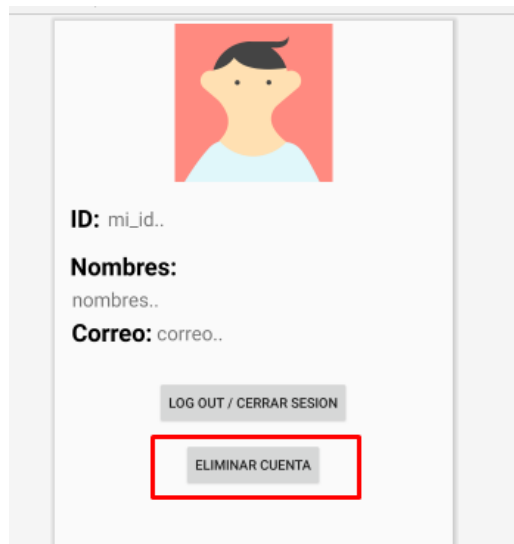 ID: mi_id..
Nombres:
nombres..
Correo: correo..
LOG OUT / CERRAR SESION
ELIMINAR CUENTA